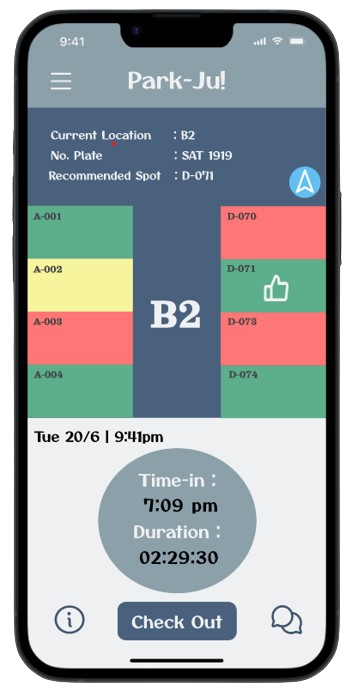 9:41
Park-Ju!
Current Location : B2
No. Plate : SAT 1919
Recommended Spot : D-071
A-001
D-070
A-002
D-071
B2
A-003
D-073
A-004
D-074
Tue 20/6 | 9:41pm
Time-in :
7:09 pm
Duration :
02:29:30
Check Out